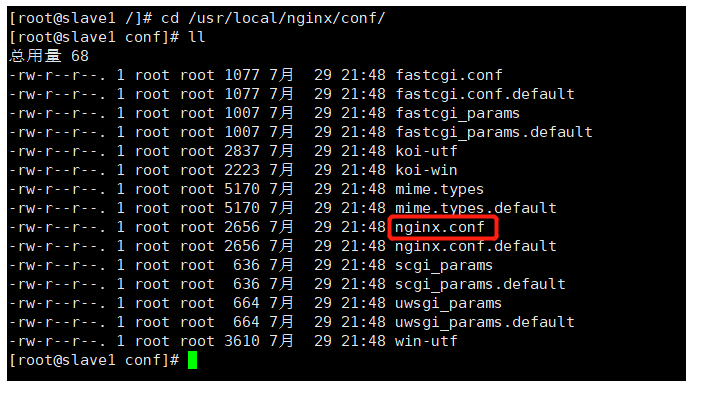 [root@slave1 /]# cd /usr/local/nginx/conf/
[root@slave1 conf]# ll
总用量 68
-rw-r--r--. 1 root root 1077 7月  29 21:48 fastcgi.conf
-rw-r--r--. 1 root root 1077 7月  29 21:48 fastcgi.conf.default
-rw-r--r--. 1 root root 1007 7月  29 21:48 fastcgi_params
-rw-r--r--. 1 root root 1007 7月  29 21:48 fastcgi_params.default
-rw-r--r--. 1 root root 2837 7月  29 21:48 koi-utf
-rw-r--r--. 1 root root 2223 7月  29 21:48 koi-win
-rw-r--r--. 1 root root 5170 7月  29 21:48 mime.types
-rw-r--r--. 1 root root 5170 7月  29 21:48 mime.types.default
-rw-r--r--. 1 root root 2656 7月  29 21:48 nginx.conf
-rw-r--r--. 1 root root 2656 7月  29 21:48 nginx.conf.default
-rw-r--r--. 1 root root  636 7月  29 21:48 scgi_params
-rw-r--r--. 1 root root  636 7月  29 21:48 scgi_params.default
-rw-r--r--. 1 root root  664 7月  29 21:48 uwsgi_params
-rw-r--r--. 1 root root  664 7月  29 21:48 uwsgi_params.default
-rw-r--r--. 1 root root 3610 7月  29 21:48 win-utf
[root@slave1 conf]#